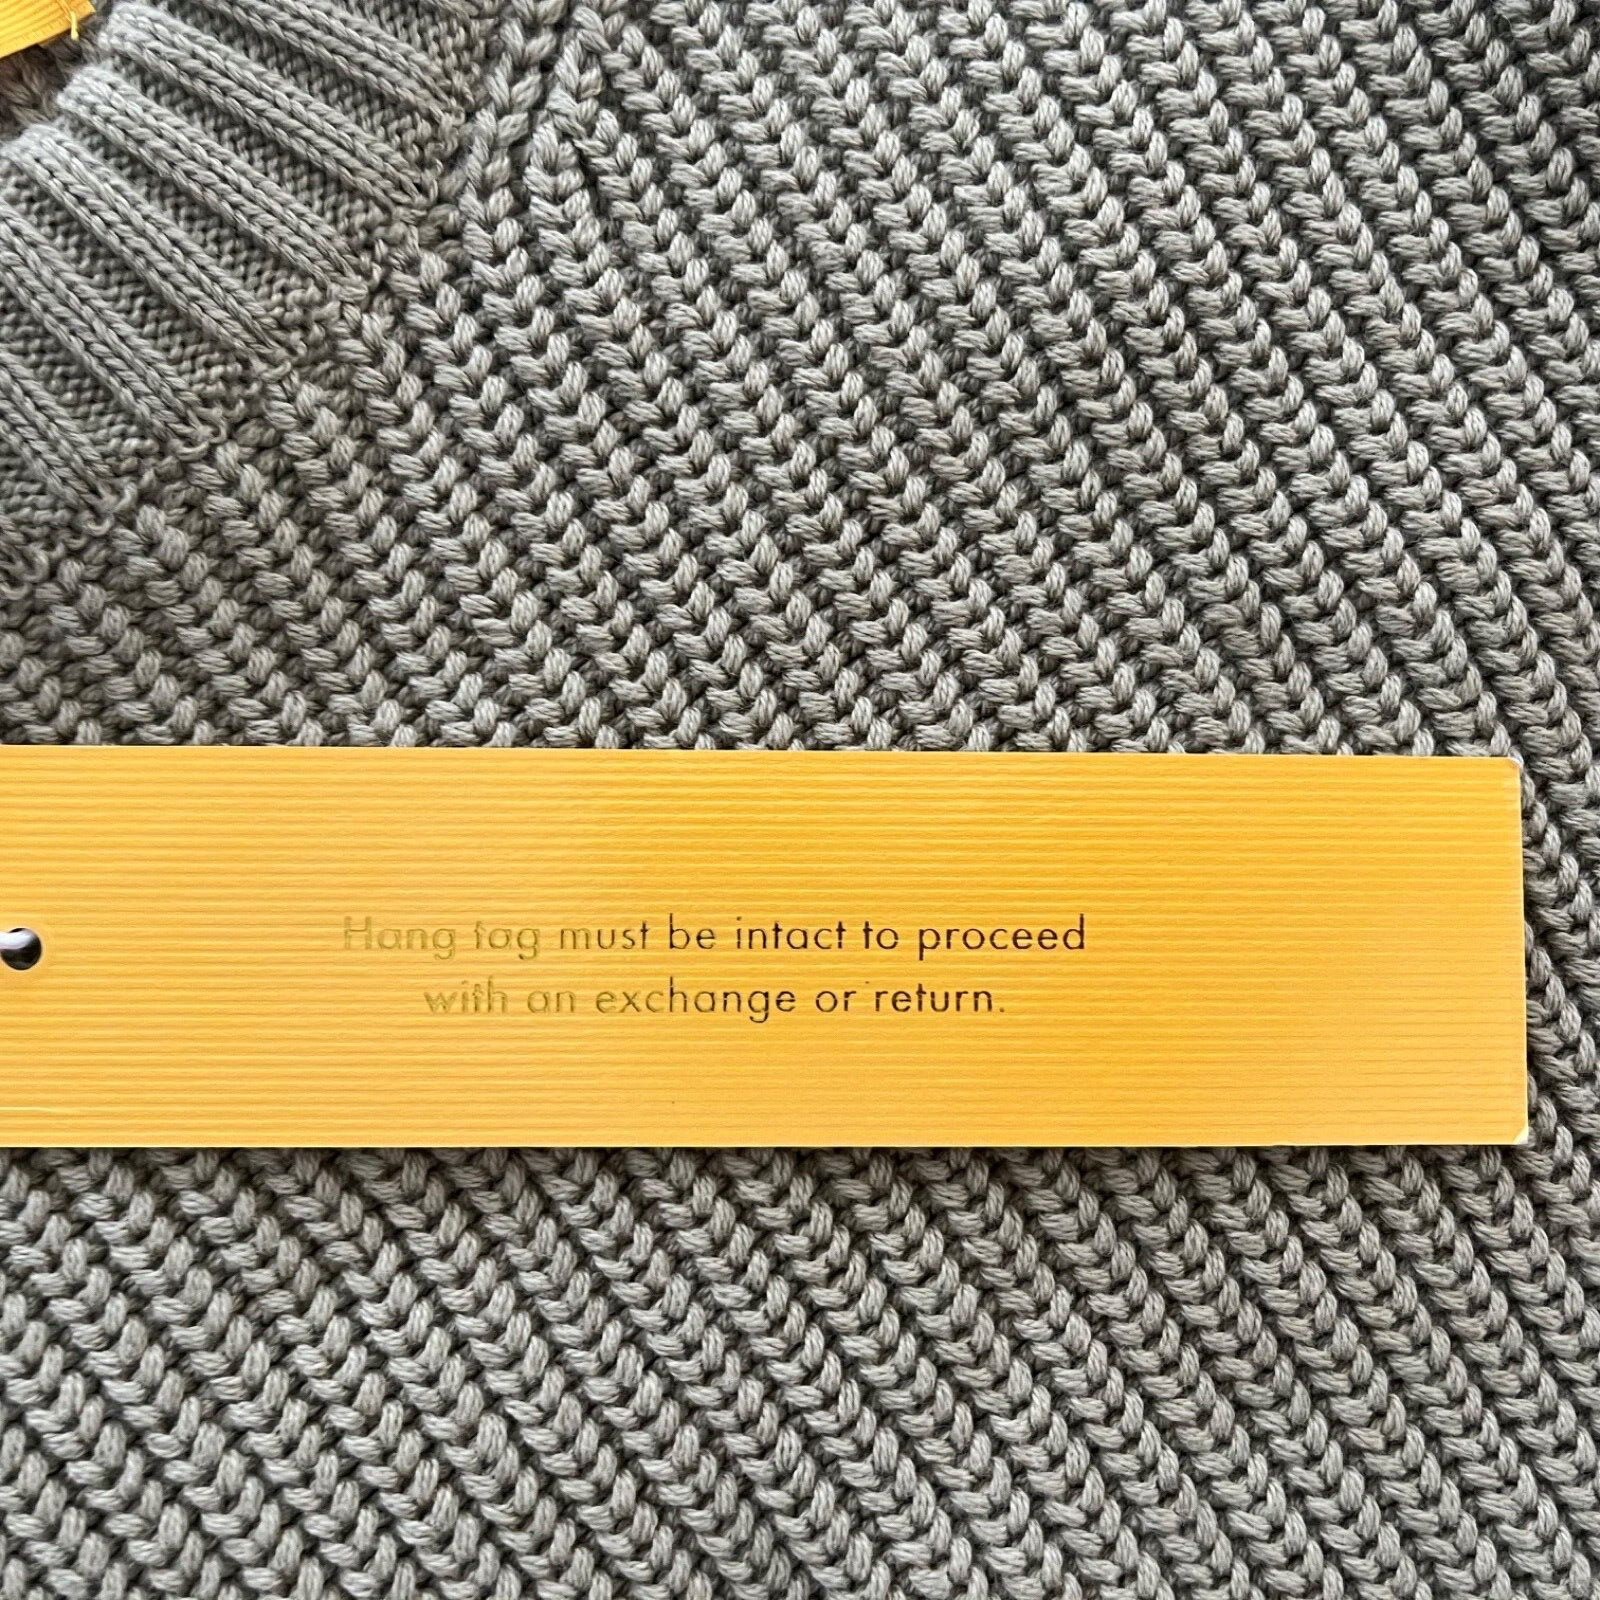 Hang tag must be intact to proceed
with an exchange or return.